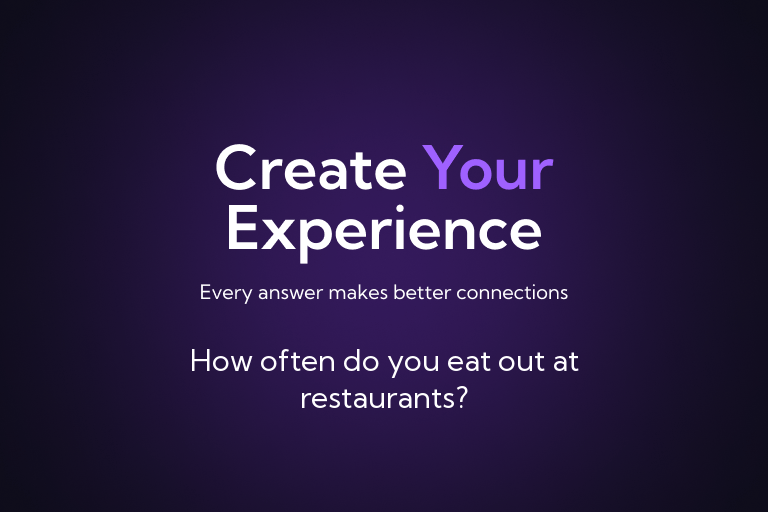 Create Your
Experience
Every answer makes better connections
How often do you eat out at
restaurants?